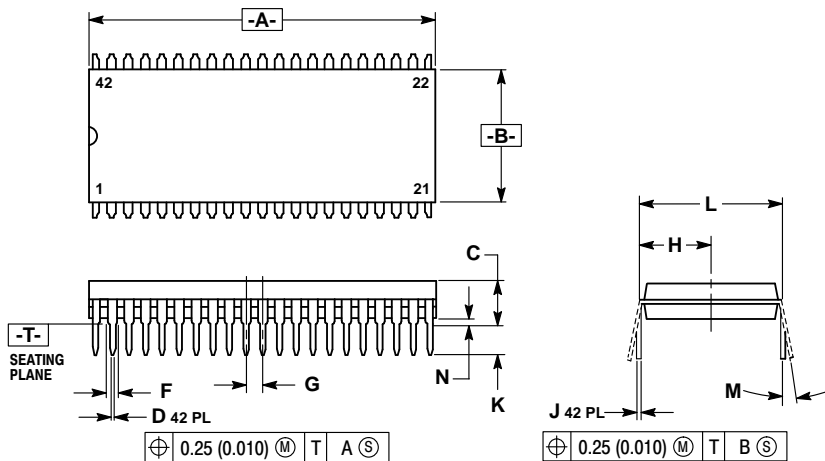 -A-
42 22
-B-
1 21
L
H
C
-T-
SEATING
PLANE
F
G
N
K
M
D 42 PL
J 42 PL
⌖ 0.25 (0.010) Ⓜ T A Ⓢ
⌖ 0.25 (0.010) Ⓜ T B Ⓢ